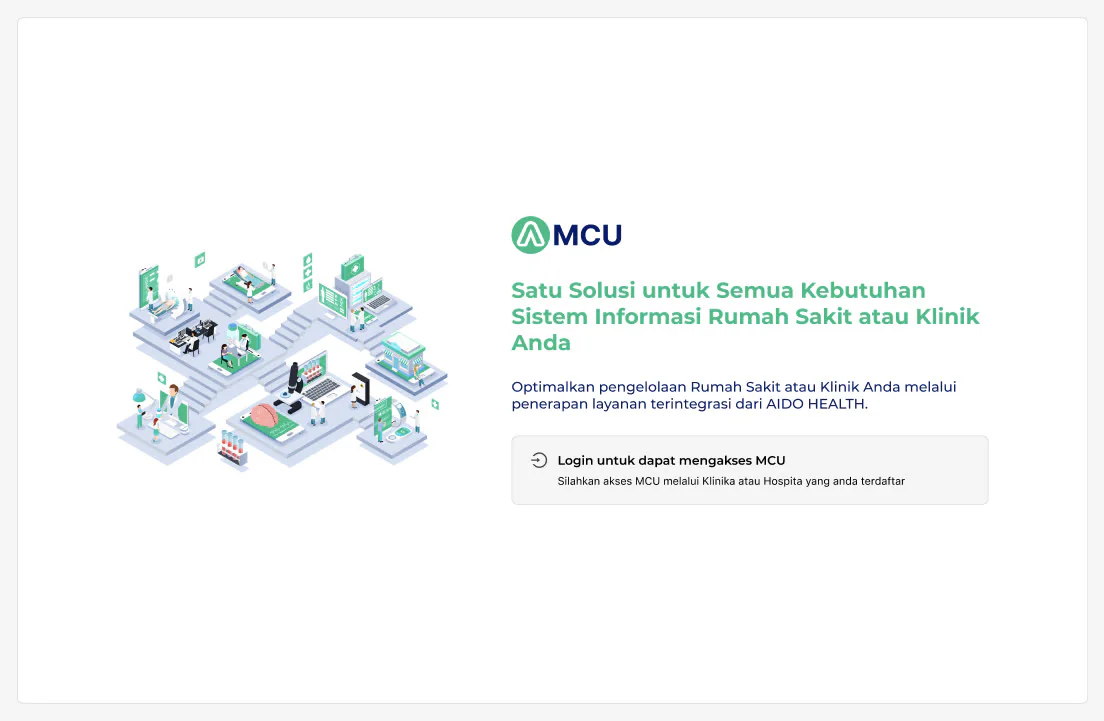 MCU
Satu Solusi untuk Semua Kebutuhan
Sistem Informasi Rumah Sakit atau Klinik
Anda
Optimalkan pengelolaan Rumah Sakit atau Klinik Anda melalui
penerapan layanan terintegrasi dari AIDO HEALTH.
Login untuk dapat mengakses MCU
Silahkan akses MCU melalui Klinika atau Hospita yang anda terdaftar